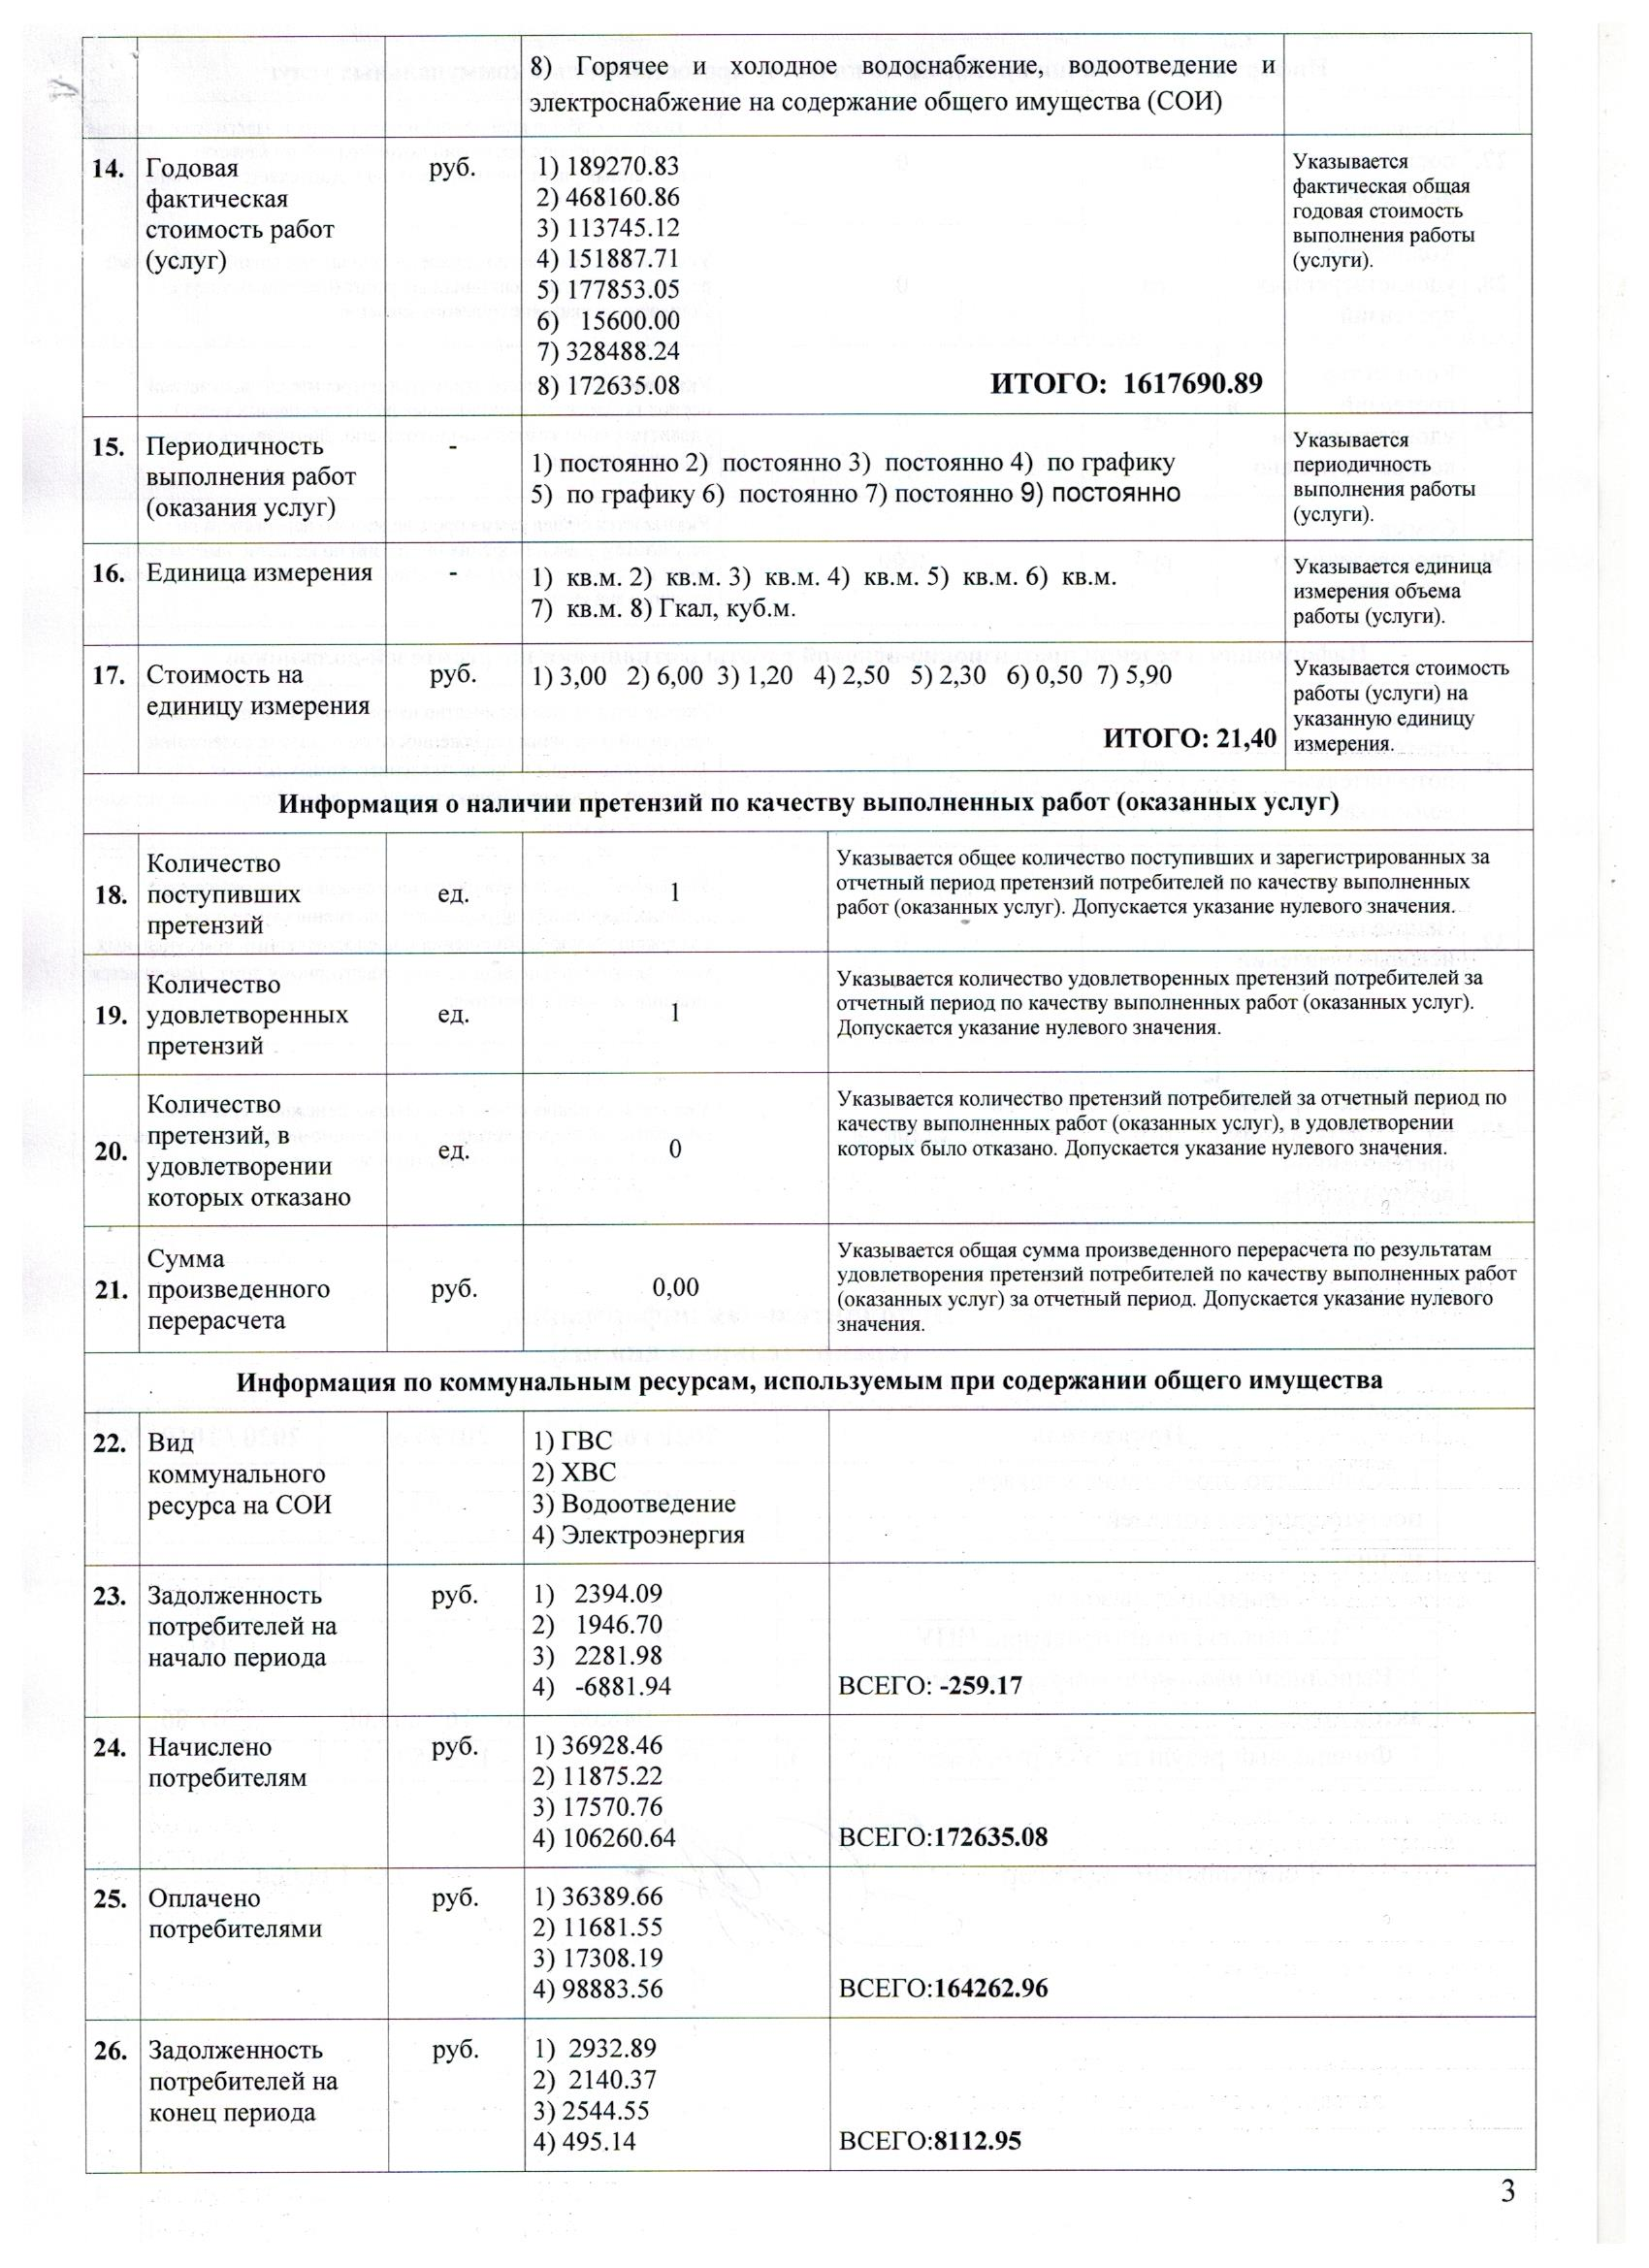 8) Горячее и холодное водоснабжение, водоотведение и
электроснабжение на содержание общего имущества (СОИ)
14. Годовая
фактическая
стоимость работ
(услуг)
руб.
1) 189270.83
2) 468160.86
3) 113745.12
4) 151887.71
5) 177853.05
6) 15600.00
7) 328488.24
8) 172635.08 ИТОГО: 1617690.89
Указывается
фактическая общая
годовая стоимость
выполнения работы
(услуги).
15. Периодичность
выполнения работ
(оказания услуг)
-
1) постоянно 2) постоянно 3) постоянно 4) по графику
5) по графику 6) постоянно 7) постоянно 9) постоянно
Указывается
периодичность
выполнения работы
(услуги).
16. Единица измерения
-
1) кв.м. 2) кв.м. 3) кв.м. 4) кв.м. 5) кв.м. 6) кв.м.
7) кв.м. 8) Гкал, куб.м.
Указывается единица
измерения объема
работы (услуги).
17. Стоимость на
единицу измерения
руб.
1) 3,00 2) 6,00 3) 1,20 4) 2,50 5) 2,30 6) 0,50 7) 5,90
ИТОГО: 21,40
Указывается стоимость
работы (услуги) на
указанную единицу
измерения.
Информация о наличии претензий по качеству выполненных работ (оказанных услуг)
18. Количество
поступивших
претензий
ед.
1
Указывается общее количество поступивших и зарегистрированных за
отчетный период претензий потребителей по качеству выполненных
работ (оказанных услуг). Допускается указание нулевого значения.
19. Количество
удовлетворенных
претензий
ед.
1
Указывается количество удовлетворенных претензий потребителей за
отчетный период по качеству выполненных работ (оказанных услуг).
Допускается указание нулевого значения.
20. Количество
претензий, в
удовлетворении
которых отказано
ед.
0
Указывается количество претензий потребителей за отчетный период по
качеству выполненных работ (оказанных услуг), в удовлетворении
которых было отказано. Допускается указание нулевого значения.
21. Сумма
произведенного
перерасчета
руб.
0,00
Указывается общая сумма произведенного перерасчета по результатам
удовлетворения претензий потребителей по качеству выполненных работ
(оказанных услуг) за отчетный период. Допускается указание нулевого
значения.
Информация по коммунальным ресурсам, используемым при содержании общего имущества
22. Вид
коммунального
ресурса на СОИ
1) ГВС
2) ХВС
3) Водоотведение
4) Электроэнергия
23. Задолженность
потребителей на
начало периода
руб.
1) 2394.09
2) 1946.70
3) 2281.98
4) -6881.94
ВСЕГО: -259.17
24. Начислено
потребителям
руб.
1) 36928.46
2) 11875.22
3) 17570.76
4) 106260.64
ВСЕГО:172635.08
25. Оплачено
потребителями
руб.
1) 36389.66
2) 11681.55
3) 17308.19
4) 98883.56
ВСЕГО:164262.96
26. Задолженность
потребителей на
конец периода
руб.
1) 2932.89
2) 2140.37
3) 2544.55
4) 495.14
ВСЕГО:8112.95
3